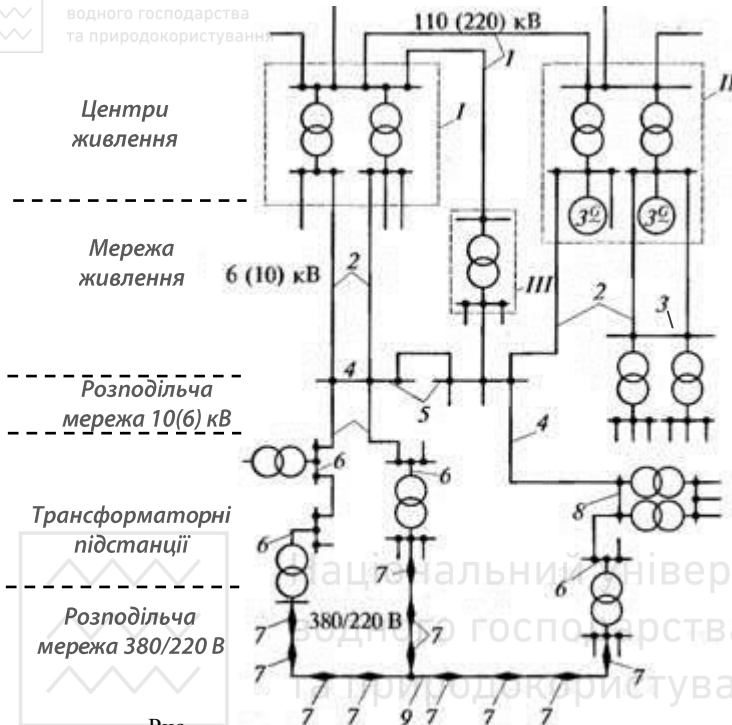 водного господарства
та природокористування
110 (220) кВ
I
II
Центри
живлення
I
3G
3G
Мережа
живлення
6 (10) кВ
2
III
2
3
4
Розподільча
мережа 10(6) кВ
5
4
6
6
8
Трансформаторні
підстанції
6
7
6
Розподільча
мережа 380/220 В
7
380/220 В
7
7
7
7
7
9
7
7
7
Національний універ
водного господарства
та природокористува
Рис